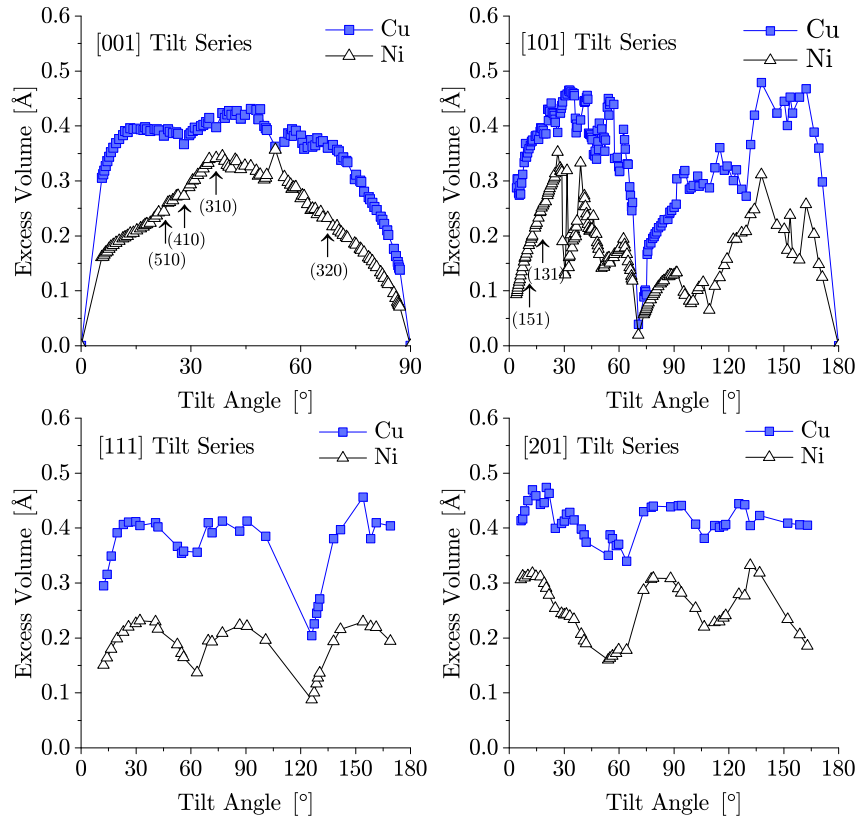 [001] Tilt Series
Cu
Ni
Excess Volume [Å]
0.6
0.5
0.4
0.3
0.2
0.1
0.0
(510)
(410)
(310)
(320)
0
30
60
90
Tilt Angle [°]
[101] Tilt Series
Cu
Ni
Excess Volume [Å]
0.6
0.5
0.4
0.3
0.2
0.1
0.0
(151)
(131)
0
30
60
90
120
150
180
Tilt Angle [°]
[111] Tilt Series
Cu
Ni
Excess Volume [Å]
0.6
0.5
0.4
0.3
0.2
0.1
0.0
0
30
60
90
120
150
180
Tilt Angle [°]
[201] Tilt Series
Cu
Ni
Excess Volume [Å]
0.6
0.5
0.4
0.3
0.2
0.1
0.0
0
30
60
90
120
150
180
Tilt Angle [°]